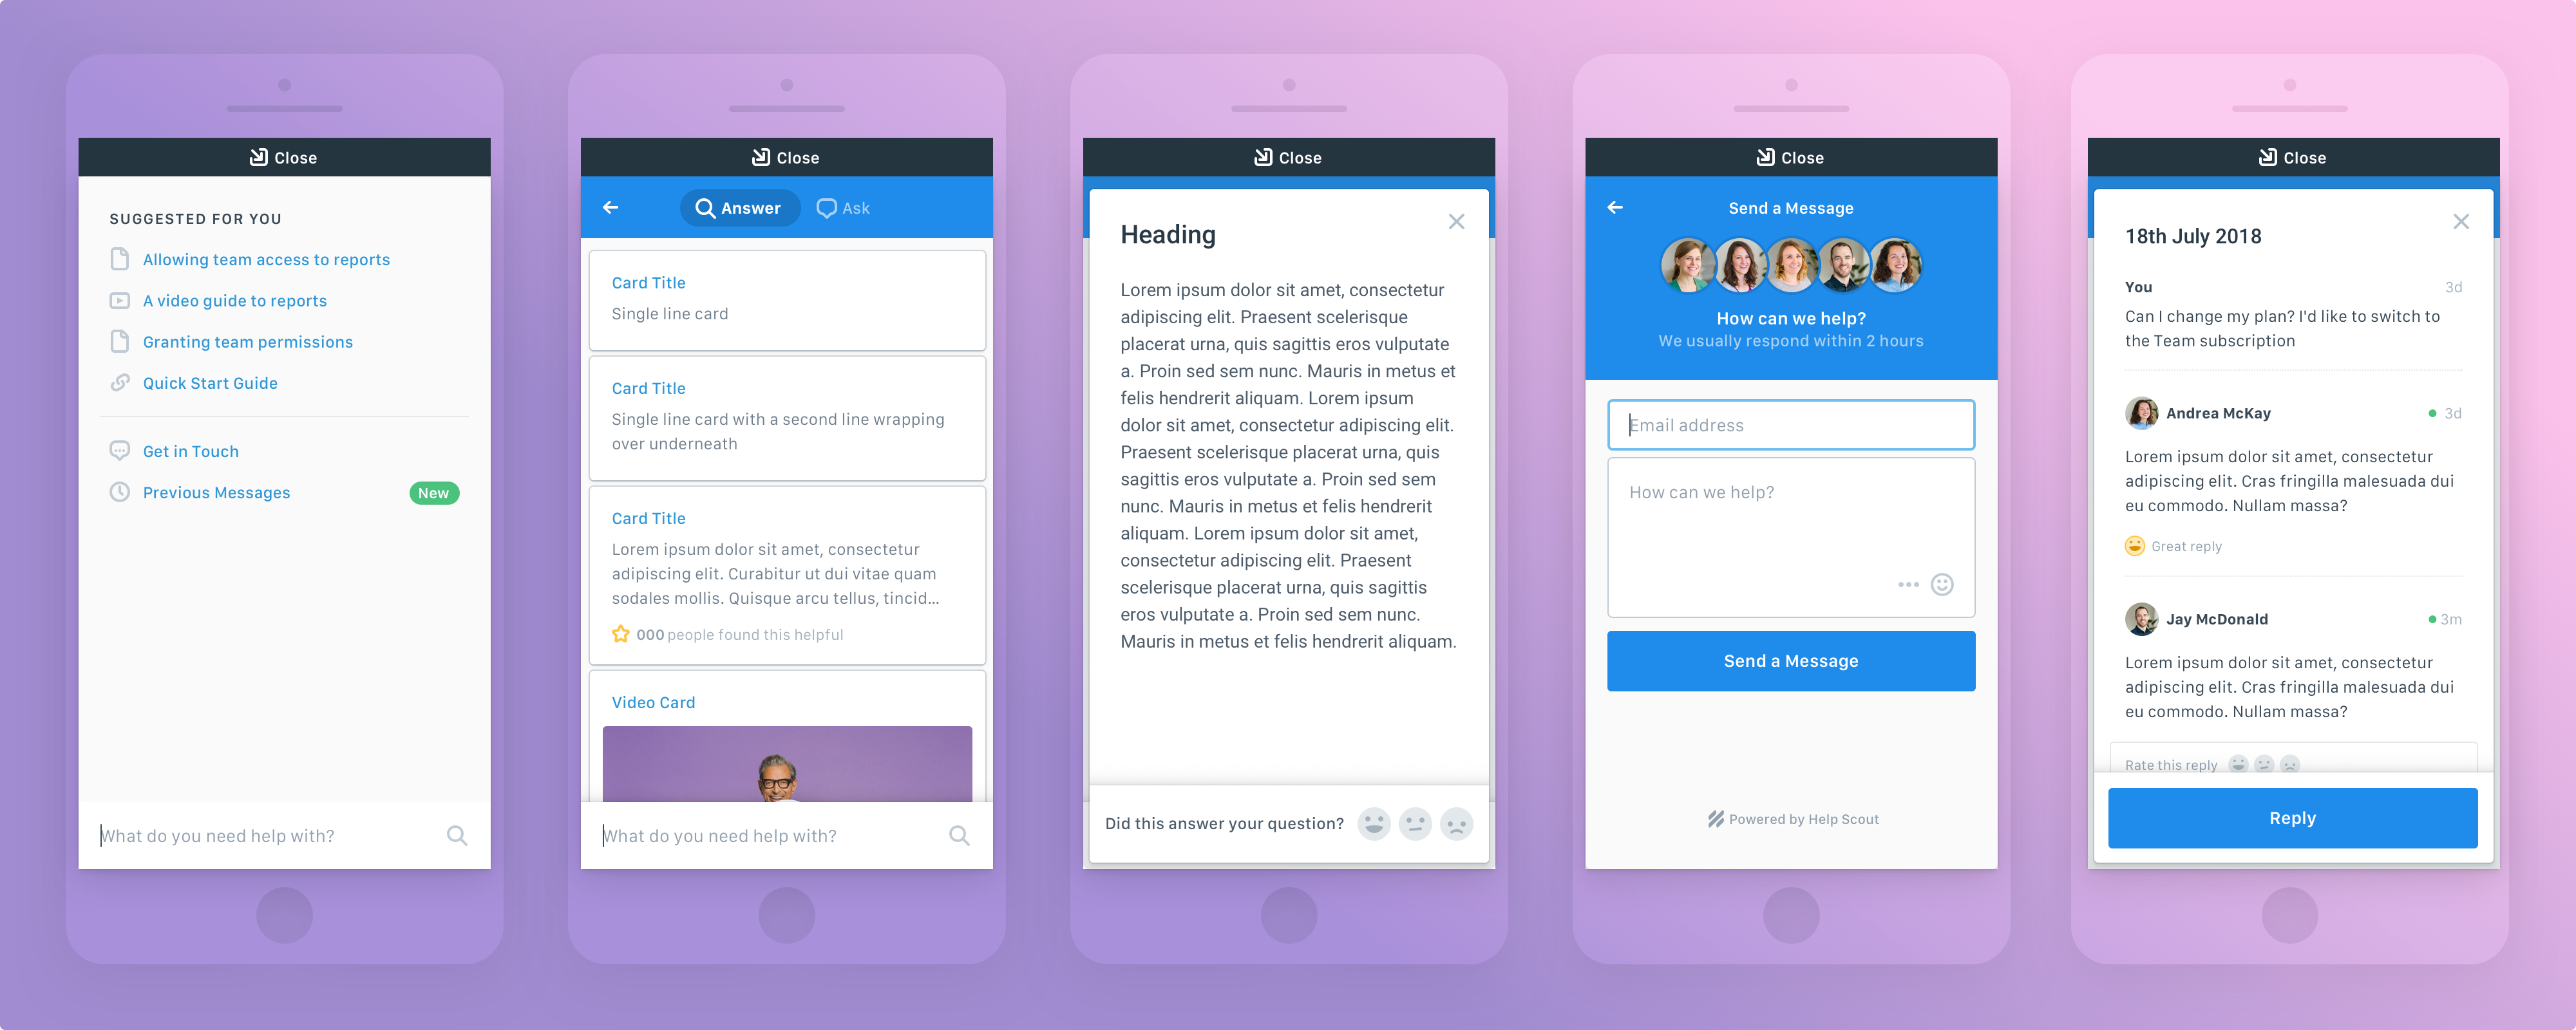 Close
SUGGESTED FOR YOU
Allowing team access to reports
A video guide to reports
Granting team permissions
Quick Start Guide
Get in Touch
Previous Messages
New
What do you need help with?
Close
Answer
Ask
Card Title
Single line card
Card Title
Single line card with a second line wrapping
over underneath
Card Title
Lorem ipsum dolor sit amet, consectetur
adipiscing elit. Curabitur ut dui vitae quam
sodales mollis. Quisque arcu tellus, tincid...
000 people found this helpful
Video Card
What do you need help with?
Close
Heading
Lorem ipsum dolor sit amet, consectetur
adipiscing elit. Praesent scelerisque
placerat urna, quis sagittis eros vulputate
a. Proin sed sem nunc. Mauris in metus et
felis hendrerit aliquam. Lorem ipsum
dolor sit amet, consectetur adipiscing elit.
Praesent scelerisque placerat urna, quis
sagittis eros vulputate a. Proin sed sem
nunc. Mauris in metus et felis hendrerit
aliquam. Lorem ipsum dolor sit amet,
consectetur adipiscing elit. Praesent
scelerisque placerat urna, quis sagittis
eros vulputate a. Proin sed sem nunc.
Mauris in metus et felis hendrerit aliquam.
Did this answer your question?
Close
Send a Message
How can we help?
We usually respond within 2 hours
Email address
How can we help?
Send a Message
Powered by Help Scout
Close
18th July 2018
You 3d
Can I change my plan? I'd like to switch to
the Team subscription
Andrea McKay 3d
Lorem ipsum dolor sit amet, consectetur
adipiscing elit. Cras fringilla malesuada dui
eu commodo. Nullam massa?
Great reply
Jay McDonald 3m
Lorem ipsum dolor sit amet, consectetur
adipiscing elit. Cras fringilla malesuada dui
eu commodo. Nullam massa?
Rate this reply
Reply